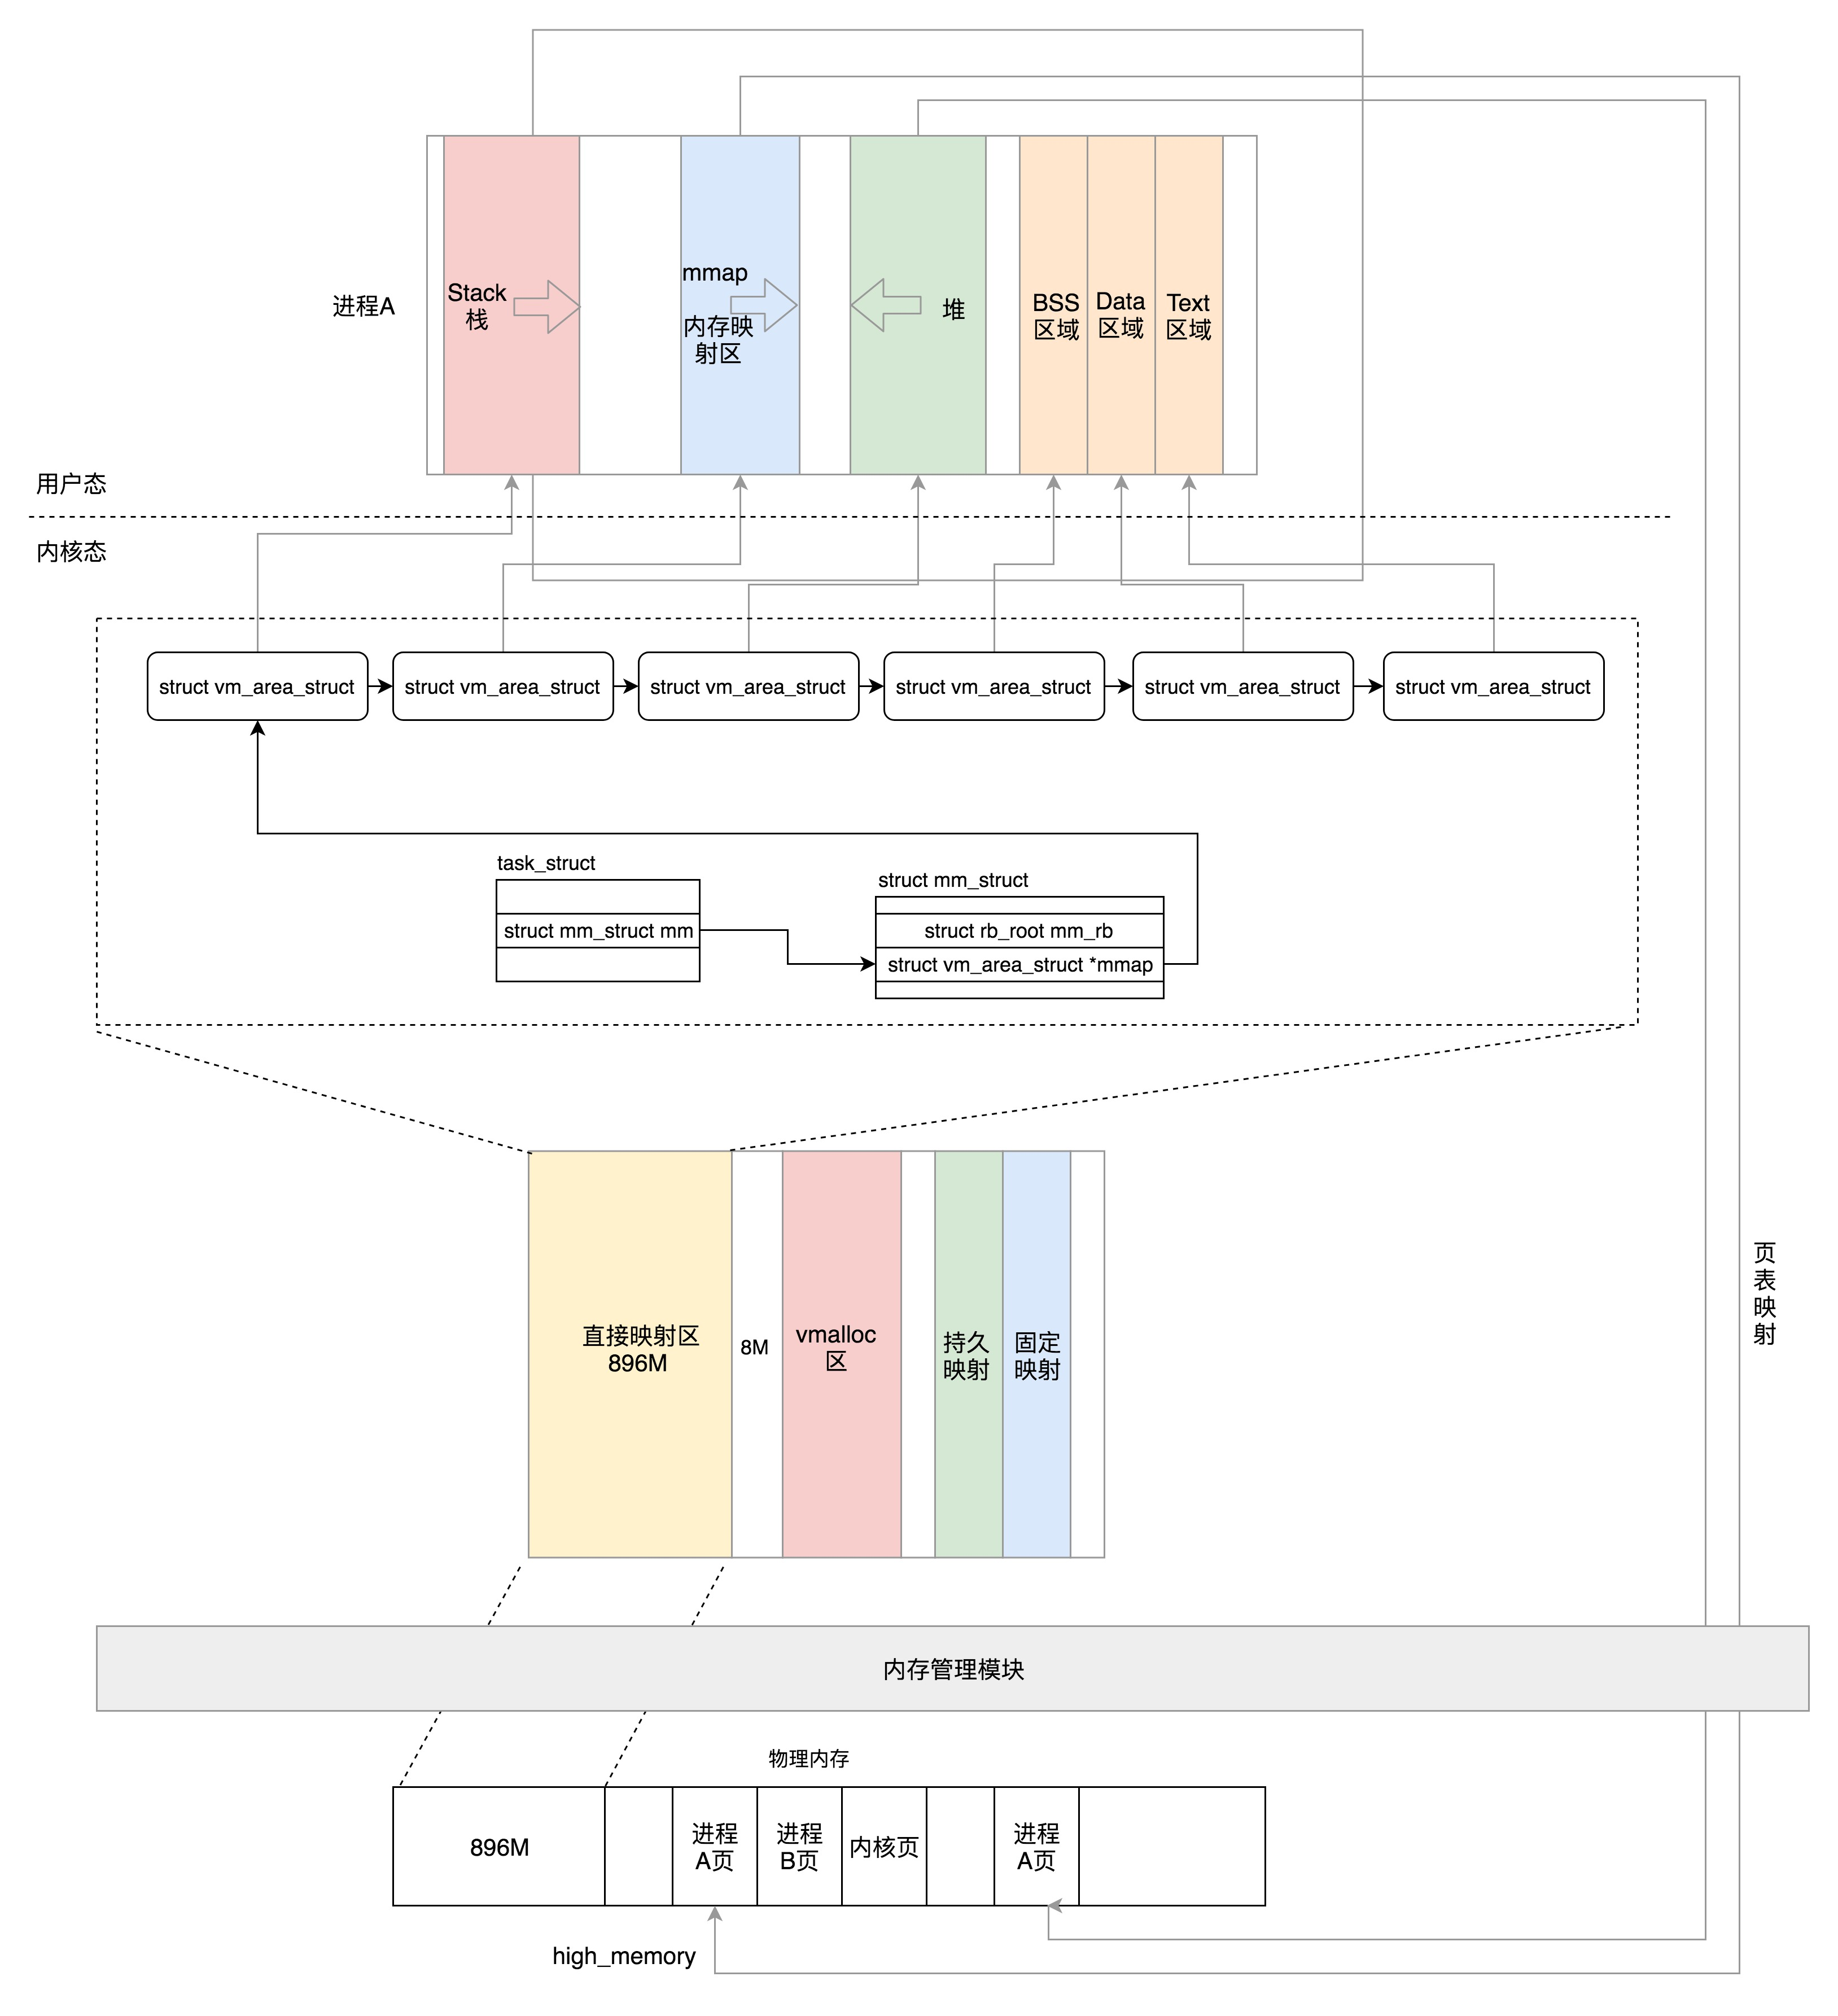 进程A
Stack
栈
mmap
内存映
射区
堆
BSS
区域
Data
区域
Text
区域
用户态
内核态
struct vm_area_struct
struct vm_area_struct
struct vm_area_struct
struct vm_area_struct
struct vm_area_struct
struct vm_area_struct
task_struct
struct mm_struct mm
struct mm_struct
struct rb_root mm_rb
struct vm_area_struct *mmap
直接映射区
896M
8M
vmalloc
区
持久
映射
固定
映射
页
表
映
射
内存管理模块
物理内存
896M
进程
A页
进程
B页
内核页
进程
A页
high_memory